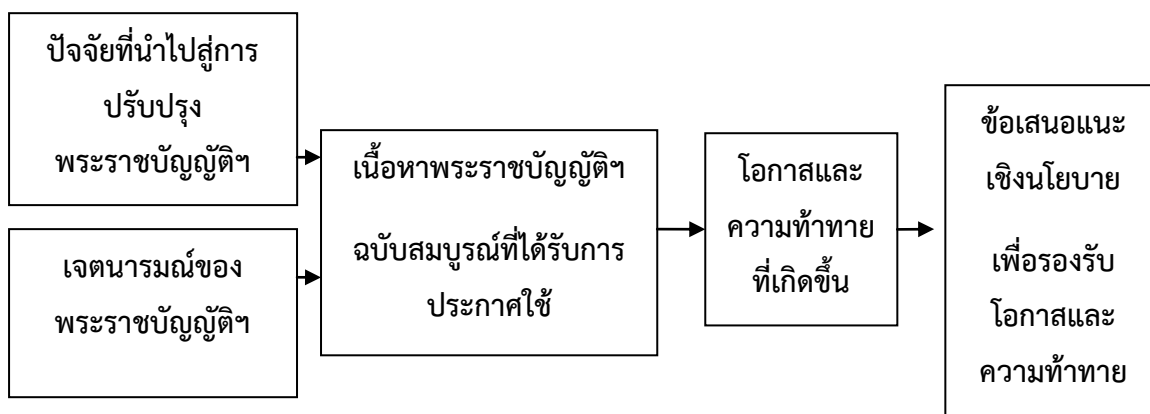 ปัจจัยที่นำไปสู่การ
ปรับปรุง
พระราชบัญญัติฯ
เจตนารมณ์ของ
พระราชบัญญัติฯ
เนื้อหาพระราชบัญญัติฯ
ฉบับสมบูรณ์ที่ได้รับการ
ประกาศใช้
โอกาสและ
ความท้าทาย
ที่เกิดขึ้น
ข้อเสนอแนะ
เชิงนโยบาย
เพื่อรองรับ
โอกาสและ
ความท้าทาย